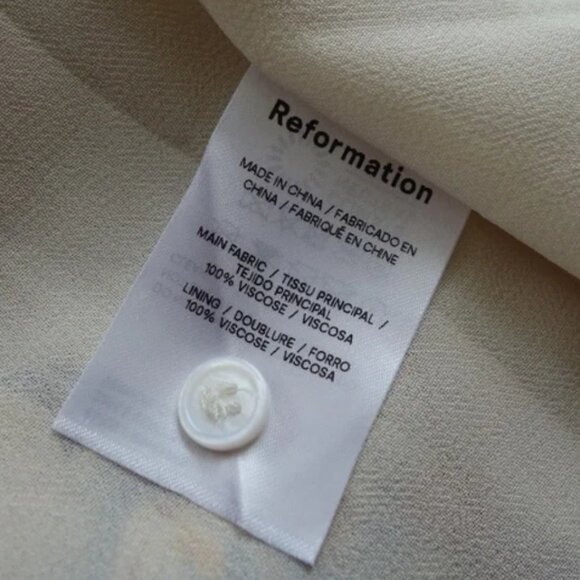 Reformation
MADE IN CHINA / FABRICADO EN
CHINA / FABRIQUÉ EN CHINE
MAIN FABRIC / TISSU PRINCIPAL /
TEJIDO PRINCIPAL
100% VISCOSE / VISCOSA
LINING / DOUBLURE / FORRO
100% VISCOSE / VISCOSA